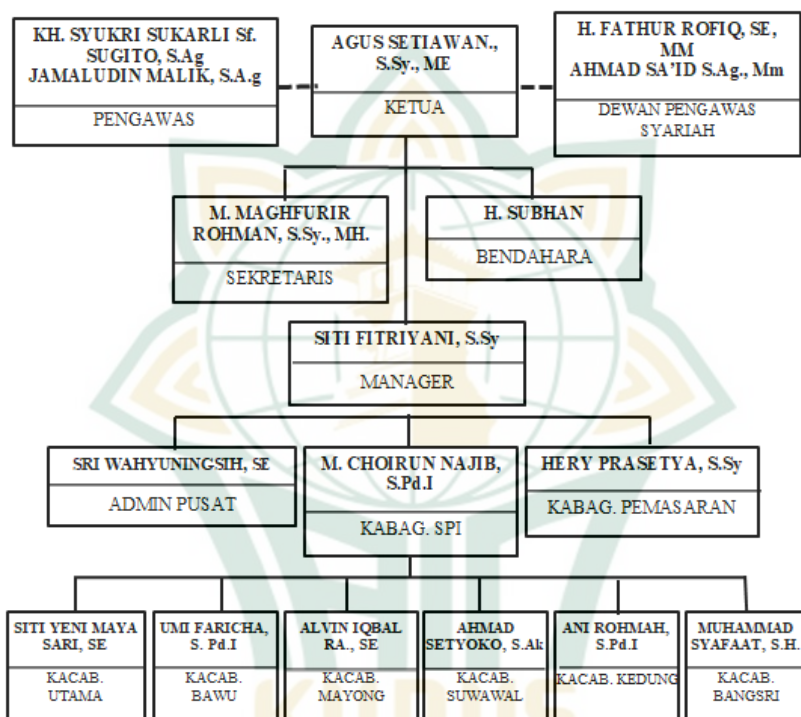 KH. SYUKRI SUKARLI Sf.
SUGITO, S.Ag
JAMALUDIN MALIK, S.A.g
PENGAWAS
AGUS SETIAWAN.,
S.Sy., ME
KETUA
H. FATHUR ROFIQ, SE,
MM
AHMAD SA'ID S.Ag., Mm
DEWAN PENGAWAS
SYARIAH
M. MAGHFURIR
ROHMAN, S.Sy., MH.
SEKRETARIS
H. SUBHAN
BENDAHARA
SITI FITRIYANI, S.Sy
MANAGER
SRI WAHYUNINGSIH, SE
ADMIN PUSAT
M. CHOIRUN NAJIB,
S.Pd.I
KABAG. SPI
HERY PRASETYA, S.Sy
KABAG. PEMASARAN
SITI YENI MAYA
SARI, SE
KACAB.
UTAMA
UMI FARICHA,
S. Pd.I
KACAB.
BAWU
ALVIN IQBAL
RA., SE
KACAB.
MAYONG
AHMAD
SETYOKO, S.Ak
KACAB.
SUWAWAL
ANI ROHMAH,
S.Pd.I
KACAB. KEDUNG
MUHAMMAD
SYAFAAT, S.H.
KACAB.
BANGSRI
KUDUS